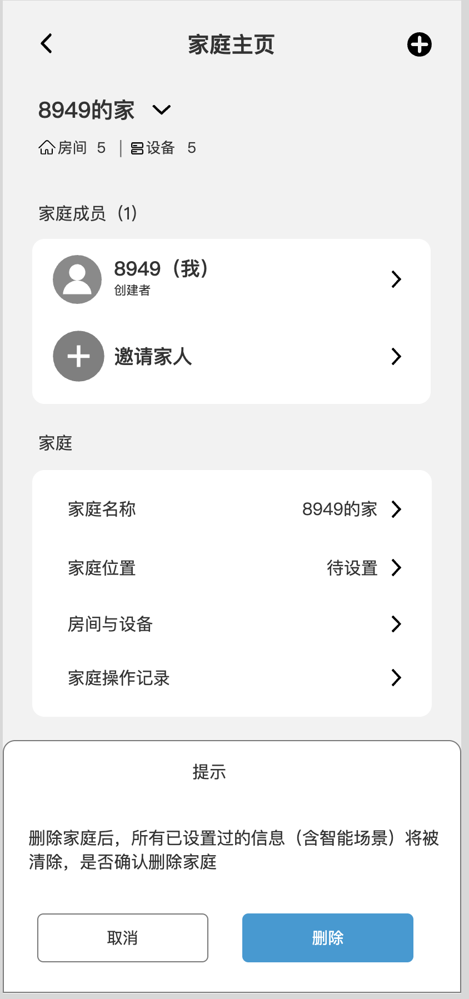 家庭主页
8949的家
房间 5 | 设备 5
家庭成员（1）
8949（我）
创建者
邀请家人
家庭
家庭名称 8949的家
家庭位置 待设置
房间与设备
家庭操作记录
提示
删除家庭后，所有已设置过的信息（含智能场景）将被
清除，是否确认删除家庭
取消 删除